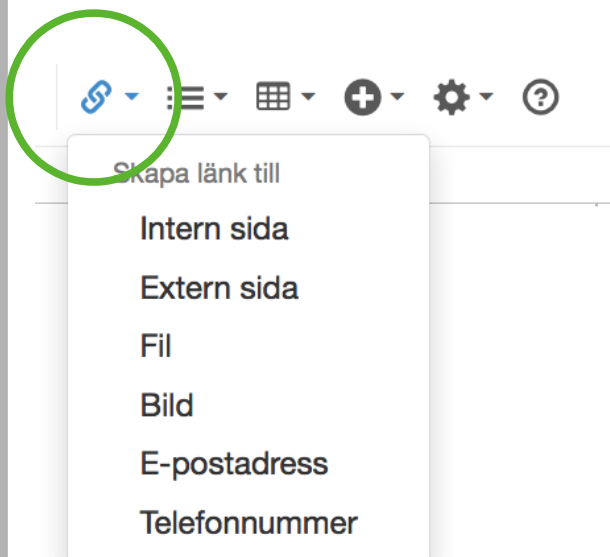 Skapa länk till
Intern sida
Extern sida
Fil
Bild
E-postadress
Telefonnummer